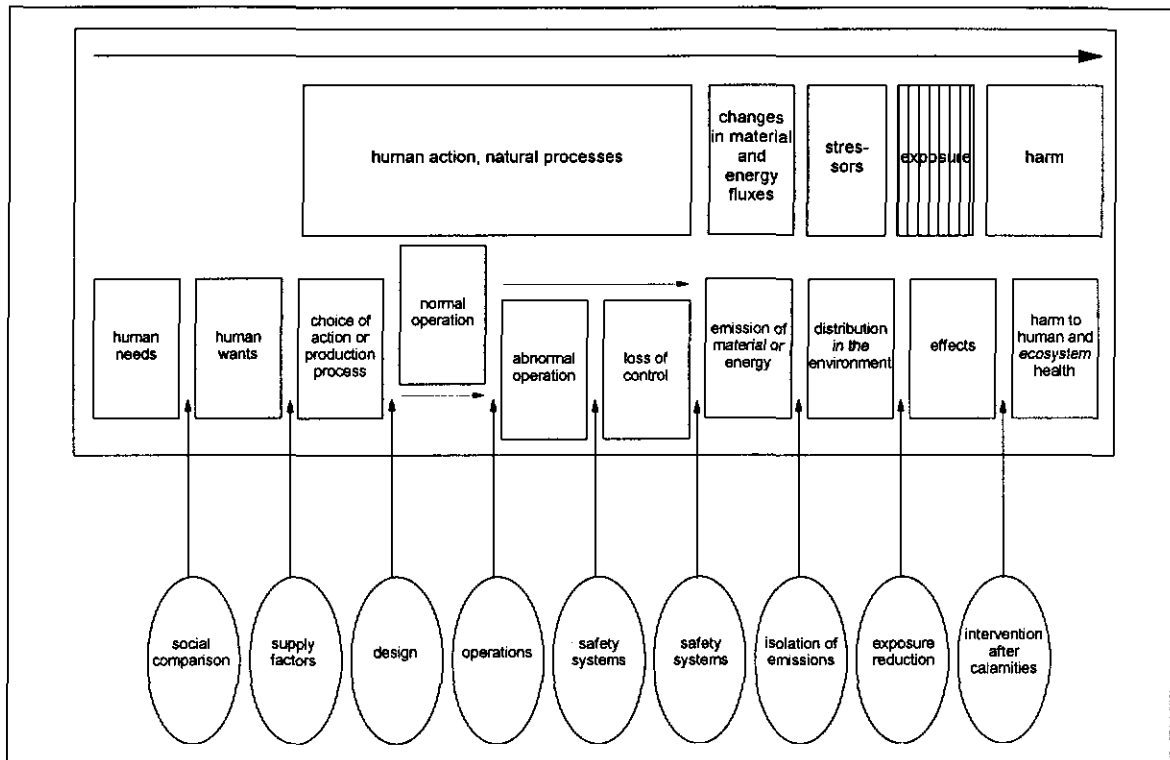 human action, natural processes
changes
in material
and
energy
fluxes
stres-
sors
exposure
harm
human
needs
human
wants
choice of
action or
production
process
normal
operation
abnormal
operation
loss of
control
emission of
material or
energy
distribution
in the
environment
effects
harm to
human and
ecosystem
health
social
comparison
supply
factors
design
operations
safety
systems
safety
systems
isolation of
emissions
exposure
reduction
intervention
after
calamities